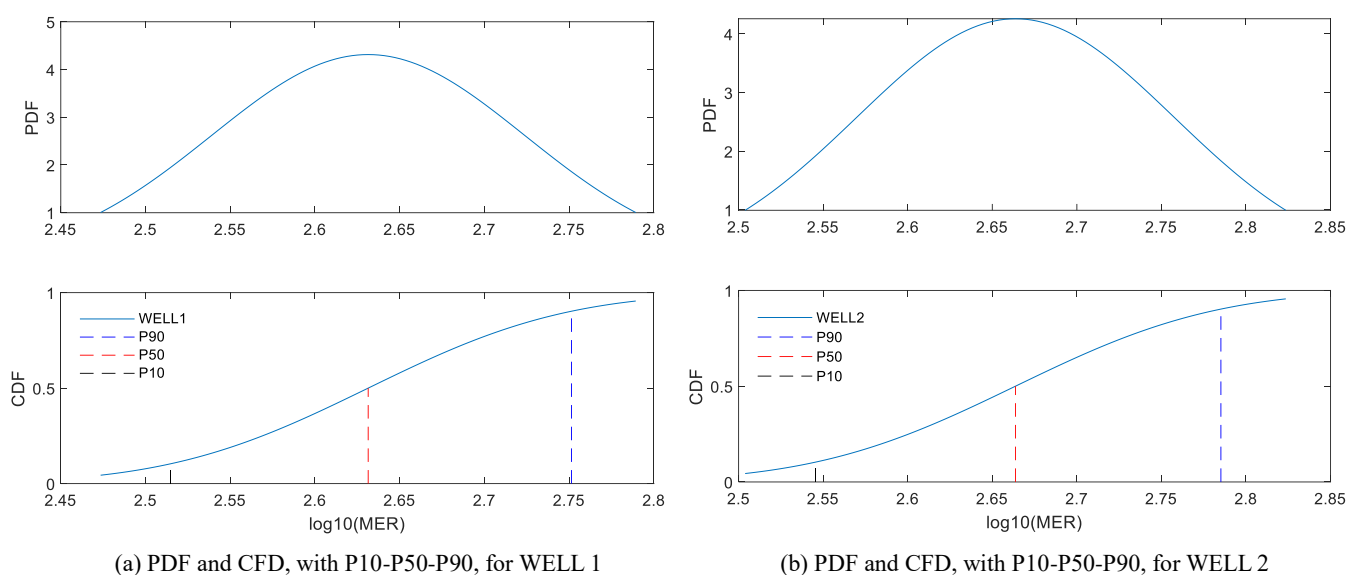 5
4
3
2
1
PDF
2.45
2.5
2.55
2.6
2.65
2.7
2.75
2.8
1
0.5
0
CDF
WELL1
P90
P50
P10
2.45
2.5
2.55
2.6
2.65
2.7
2.75
2.8
log10(MER)
(a) PDF and CFD, with P10-P50-P90, for WELL 1
4
3
2
1
PDF
2.5
2.55
2.6
2.65
2.7
2.75
2.8
2.85
1
0.5
0
CDF
WELL2
P90
P50
P10
2.5
2.55
2.6
2.65
2.7
2.75
2.8
2.85
log10(MER)
(b) PDF and CFD, with P10-P50-P90, for WELL 2